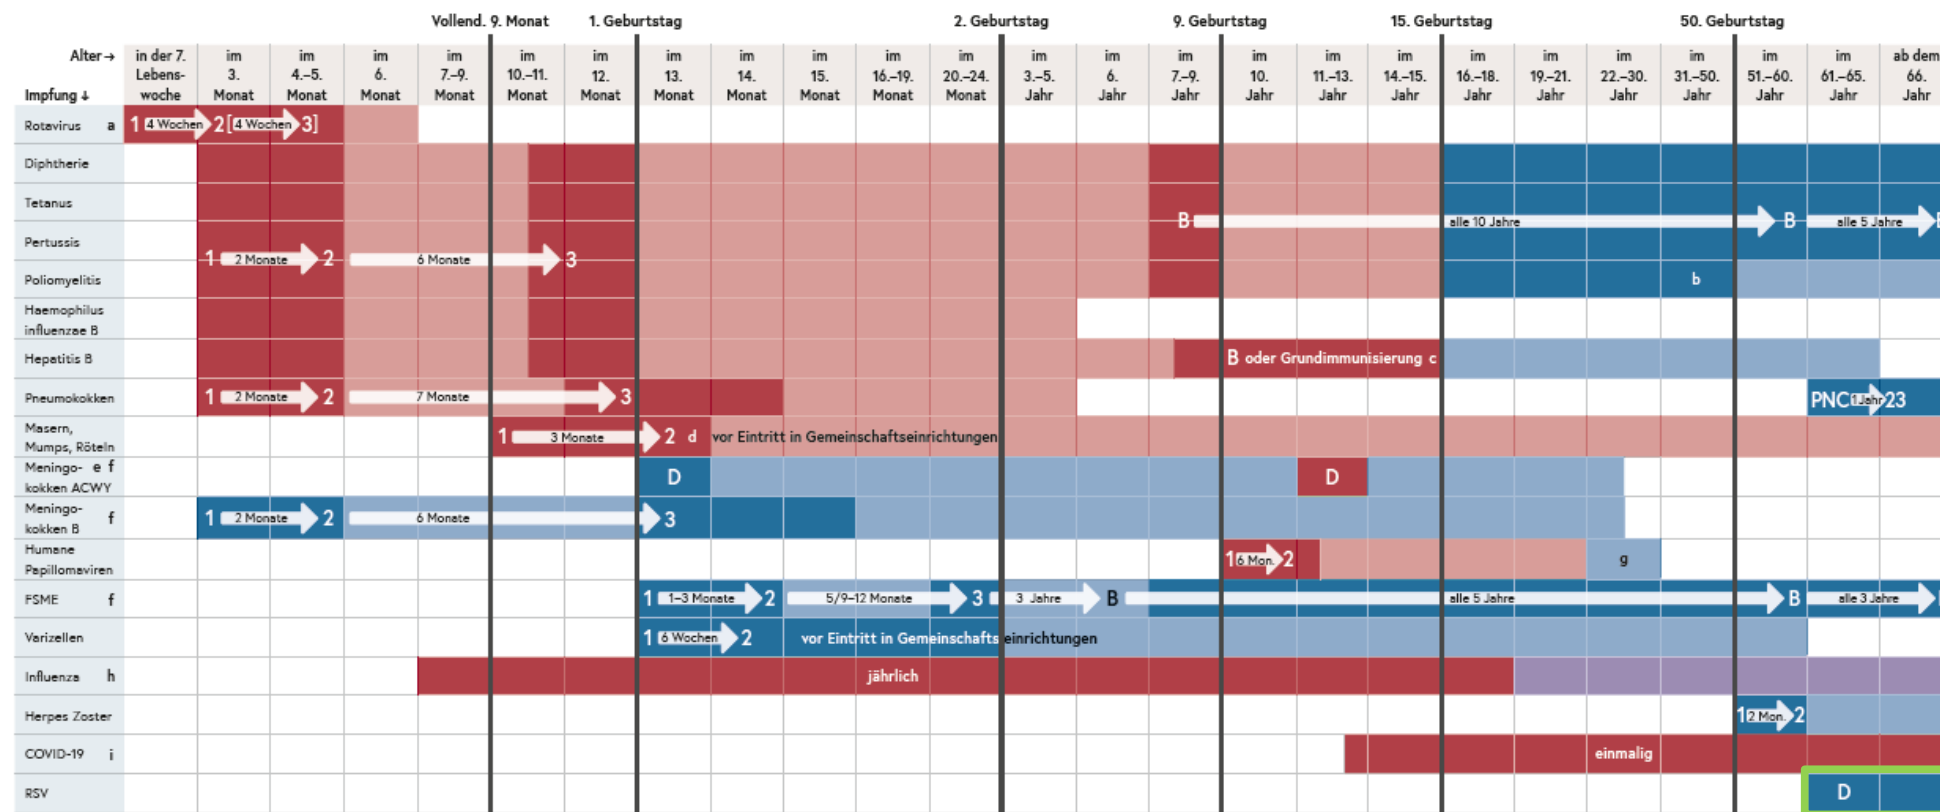 Vollend. 9. Monat 1. Geburtstag 2. Geburtstag 9. Geburtstag 15. Geburtstag 50. Geburtstag
Alter → in der 7. im im im im im im im im im im im im im im im im im im im im im im im ab dem
Lebens- 3. 4.–5. 6. 7.–9. 10.–11. 12. 13. 14. 15. 16.–19. 20.–24. 3.–5. 6. 7.–9. 10. 11.–13. 14.–15. 16.–18. 19.–21. 22.–30. 31.–50. 51.–60. 61.–65. 66.
Impfung ↓ woche Monat Monat Monat Monat Monat Monat Monat Monat Monat Monat Monat Jahr Jahr Jahr Jahr Jahr Jahr Jahr Jahr Jahr Jahr Jahr Jahr Jahr
Rotavirus a 1 4 Wochen 2 [4 Wochen 3]
Diphtherie
Tetanus
B alle 10 Jahre B alle 5 Jahre
Pertussis
1 2 Monate 2 6 Monate 3
Poliomyelitis b
Haemophilus
influenzae B
Hepatitis B B oder Grundimmunisierung c
Pneumokokken 1 2 Monate 2 7 Monate 3 PNC 1 Jahr 23
Masern,
Mumps, Röteln 1 3 Monate 2 d vor Eintritt in Gemeinschaftseinrichtungen
Meningo- e f
kokken ACWY D D
Meningo-
kokken B f 1 2 Monate 2 6 Monate 3
Humane
Papillomaviren 1 6 Mon. 2 g
FSME f 1 1–3 Monate 2 5/9–12 Monate 3 3 Jahre B alle 5 Jahre B alle 3 Jahre
Varizellen 1 6 Wochen 2 vor Eintritt in Gemeinschaftseinrichtungen
Influenza h jährlich
Herpes Zoster 1 2 Mon. 2
COVID-19 i einmalig
RSV D